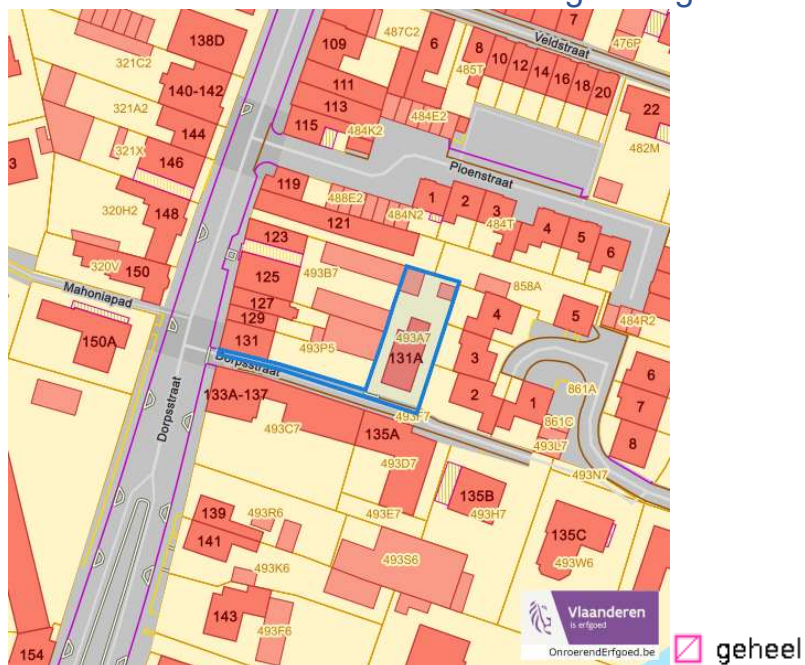 138D
109
487C2
6
8
7
476P
Veldstraat
321C2
485T
10
12
14
16
18
20
140-142
111
22
321A2
113
484E2
144
115
484K2
482M
321X
146
3
Pioenstraat
119
488E2
1
2
3
320H2
148
121
484N2
484T
4
5
6
123
493B7
858A
320V
150
125
Mahoniapad
127
4
5
484R2
129
493A7
150A
131
493P5
131A
3
Dorpsstraat
6
133A-137
2
1
861A
Dorpsstraat
493F7
7
861C
493C7
135A
493L7
8
493D7
493N7
139
493R6
493E7
135B
493H7
141
135C
493S6
493W6
493K6
143
Vlaanderen
is erfgoed
493F6
154
OnroerendErfgoed.be
geheel